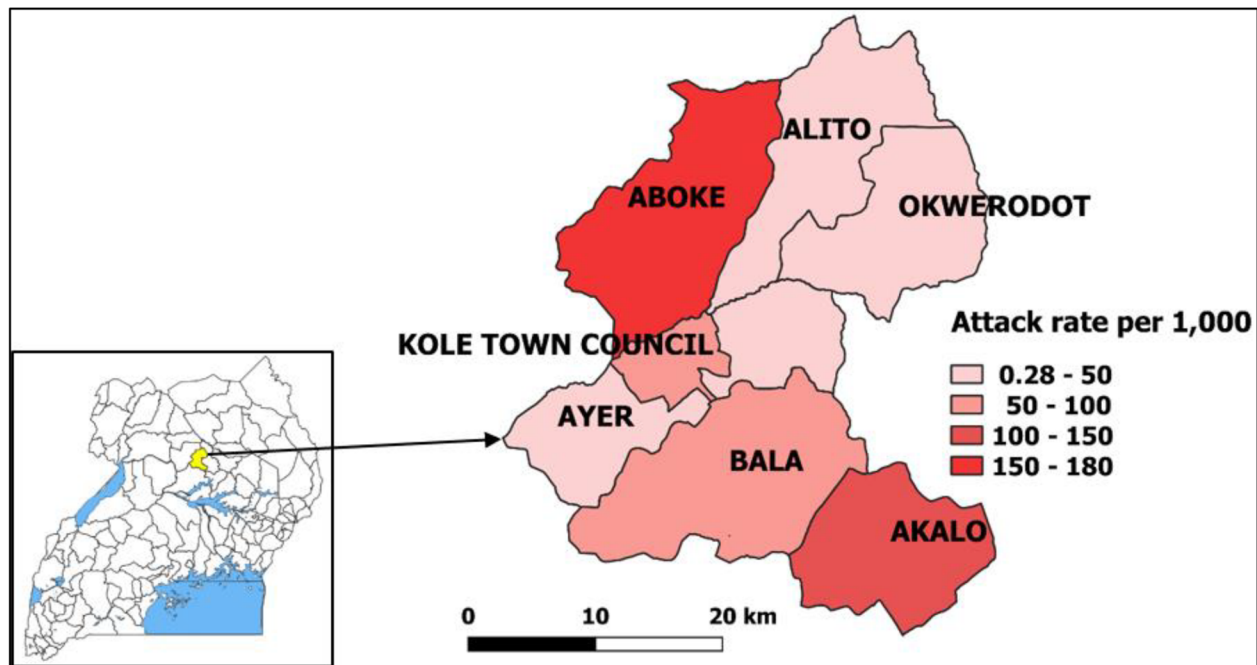 ALITO
ABOKE
OKWERODOT
Attack rate per 1,000
0.28 - 50
50 - 100
100 - 150
150 - 180
KOLE TOWN COUNCIL
AYER
BALA
AKALO
0 10 20 km